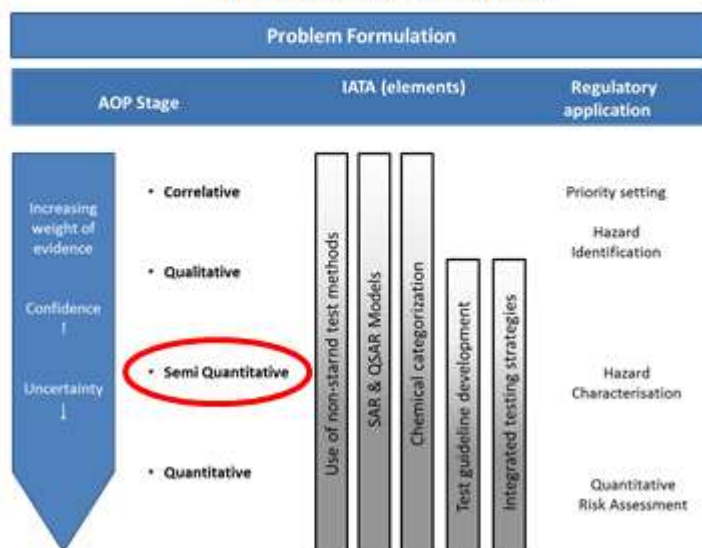 Problem Formulation
AOP Stage
IATA (elements)
Regulatory
application
Increasing
weight of
evidence
Confidence
↑
Uncertainty
↓
• Correlative
• Qualitative
• Semi Quantitative
• Quantitative
Use of non-starnd test methods
SAR & QSAR Models
Chemical categorization
Test guideline development
Integrated testing strategies
Priority setting
Hazard
Identification
Hazard
Characterisation
Quantitative
Risk Assessment